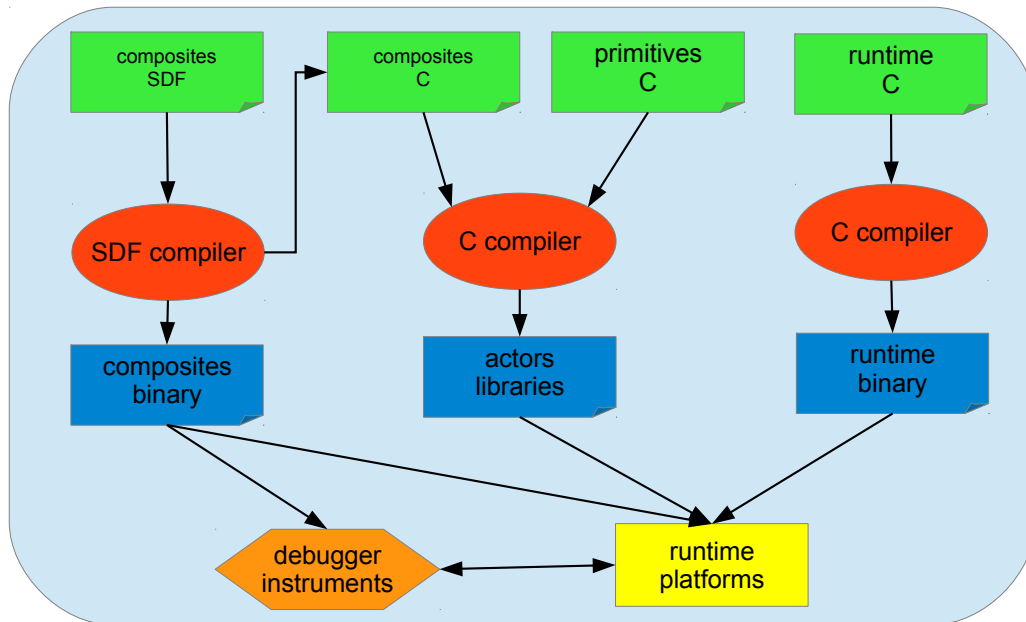 composites
SDF
composites
C
primitives
C
runtime
C
SDF compiler
C compiler
C compiler
composites
binary
actors
libraries
runtime
binary
debugger
instruments
runtime
platforms